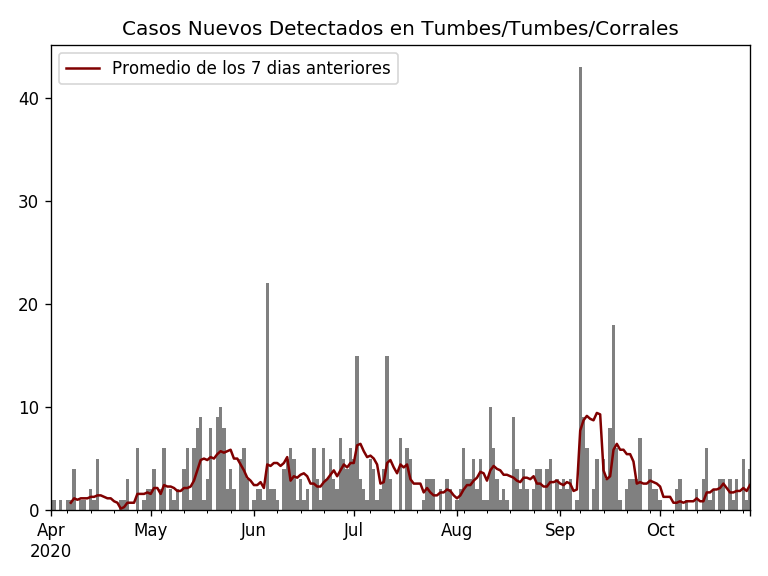 Casos Nuevos Detectados en Tumbes/Tumbes/Corrales
Promedio de los 7 dias anteriores
40
30
20
10
0
Apr May Jun Jul Aug Sep Oct
2020